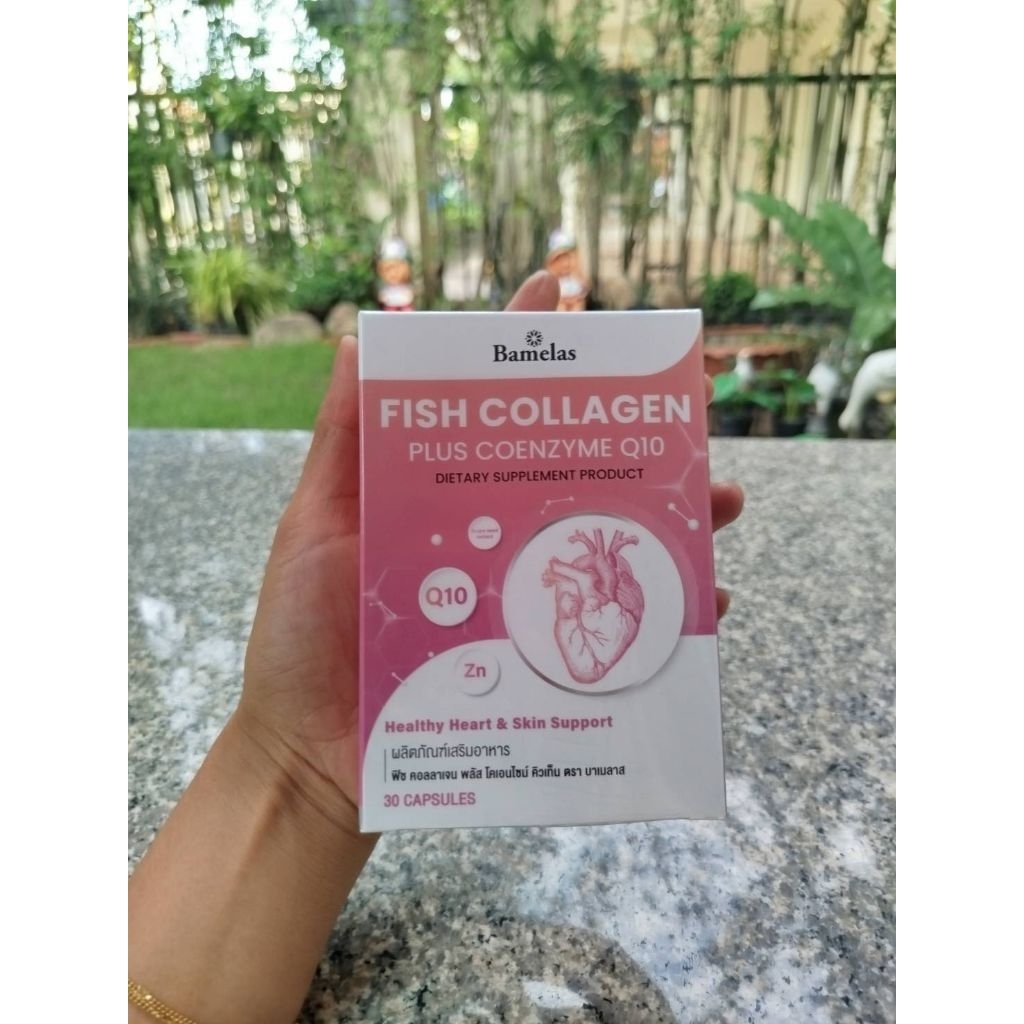 Bamelas
FISH COLLAGEN
PLUS COENZYME Q10
DIETARY SUPPLEMENT PRODUCT
Grape seed
extract
Q10
Zn
Healthy Heart & Skin Support
ผลิตภัณฑ์เสริมอาหาร
ฟิช คอลลาเจน พลัส โคเอนไซม์ คิวเท็น ตรา บาเมลาส
30 CAPSULES